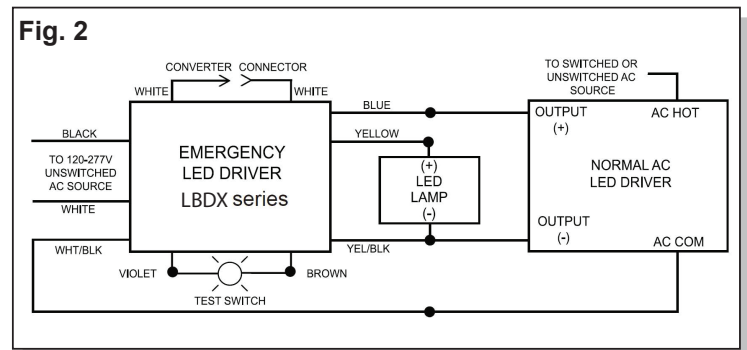 Fig. 2
CONVERTER CONNECTOR
WHITE
WHITE
TO SWITCHED OR
UNSWITCHED AC
SOURCE
BLUE
OUTPUT
(+)
AC HOT
BLACK
TO 120-277V
UNSWITCHED
AC SOURCE
WHITE
EMERGENCY
LED DRIVER
LBDX series
YELLOW
(+)
LED
LAMP
(-)
NORMAL AC
LED DRIVER
OUTPUT
(-)
AC COM
WHT/BLK
YEL/BLK
VIOLET
BROWN
TEST SWITCH